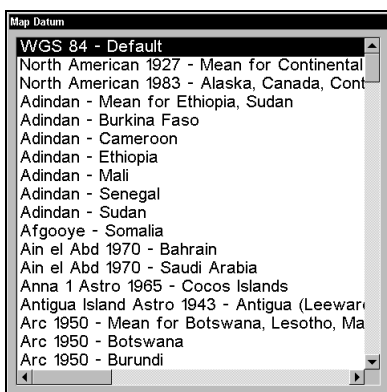 Map Datum
WGS 84 - Default
North American 1927 - Mean for Continental
North American 1983 - Alaska, Canada, Cont
Adindan - Mean for Ethiopia, Sudan
Adindan - Burkina Faso
Adindan - Cameroon
Adindan - Ethiopia
Adindan - Mali
Adindan - Senegal
Adindan - Sudan
Afgooye - Somalia
Ain el Abd 1970 - Bahrain
Ain el Abd 1970 - Saudi Arabia
Anna 1 Astro 1965 - Cocos Islands
Antigua Island Astro 1943 - Antigua (Leewar
Arc 1950 - Mean for Botswana, Lesotho, Ma
Arc 1950 - Botswana
Arc 1950 - Burundi